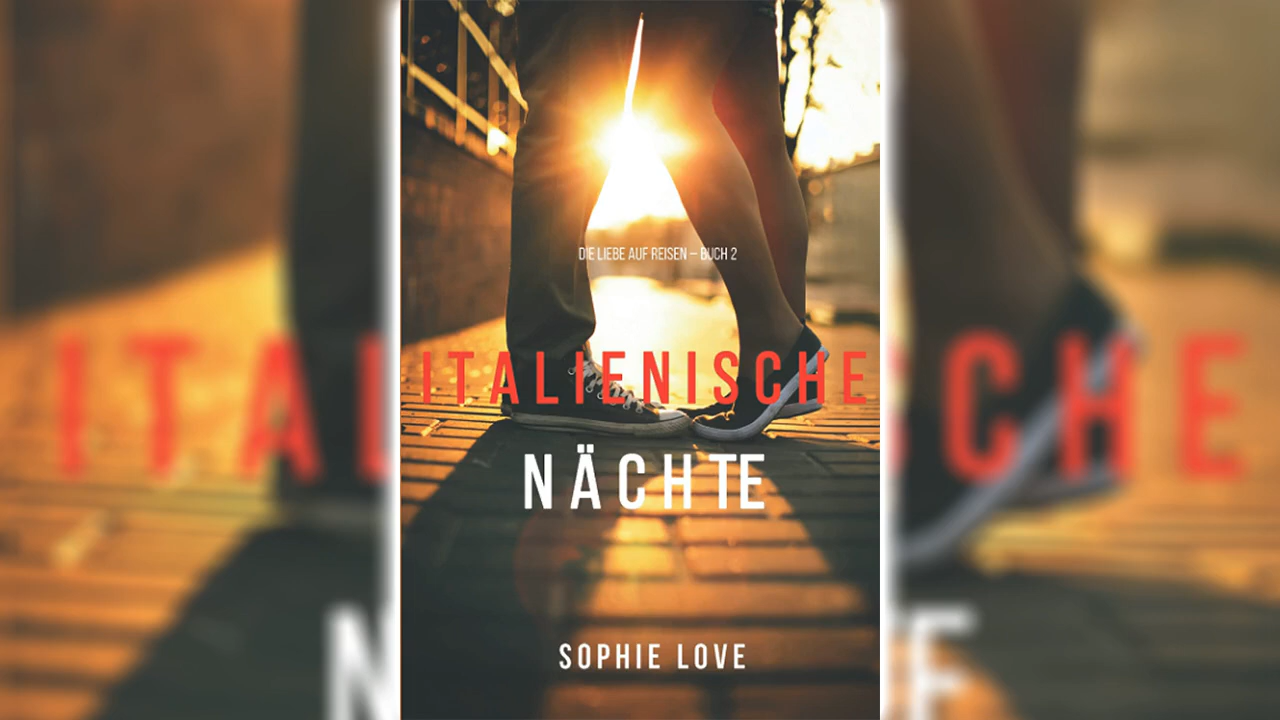 DIE LIEBE AUF REISEN – BUCH 2
ITALIENISCHE
NÄCHTE
SOPHIE LOVE